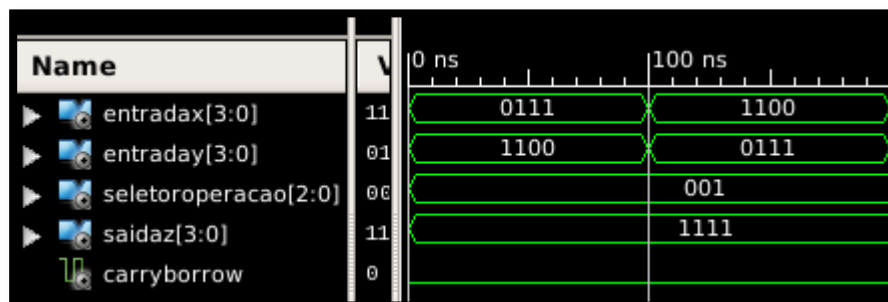 Name V 0 ns 100 ns
entradax[3:0] 11 0111 1100
entraday[3:0] 01 1100 0111
seletoroperacao[2:0] 00 001
saidaz[3:0] 11 1111
carryborrow 0